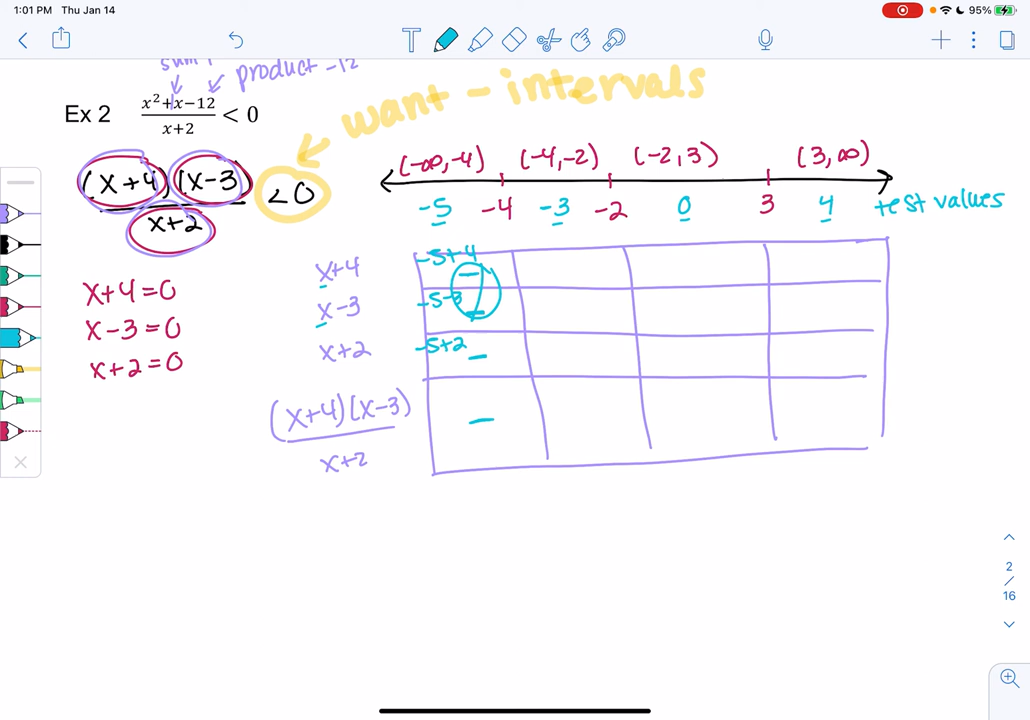 1:01 PM Thu Jan 14
95%
sum 1
product -12
Ex 2 x²+x−12 / x+2 < 0
want - intervals
(x+4)(x-3) / x+2 <0
(-∞,-4) (-4,-2) (-2,3) (3,∞)
-5 -4 -3 -2 0 3 4 test values
x+4 -5+4 -
x-3 -5-3 -
x+2 -5+2 -
(x+4)(x-3) / x+2 -
x+4=0
x-3=0
x+2=0
2
/
16